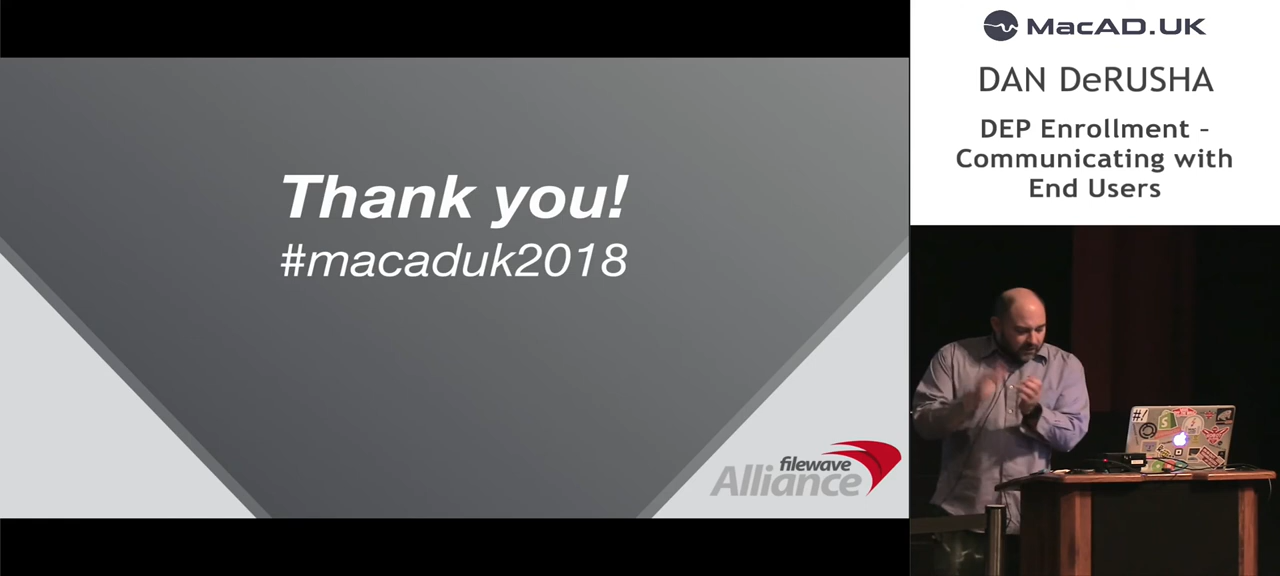 Thank you!
#macaduk2018
filewave
Alliance
MacAD.UK
DAN DeRUSHA
DEP Enrollment –
Communicating with
End Users
#!